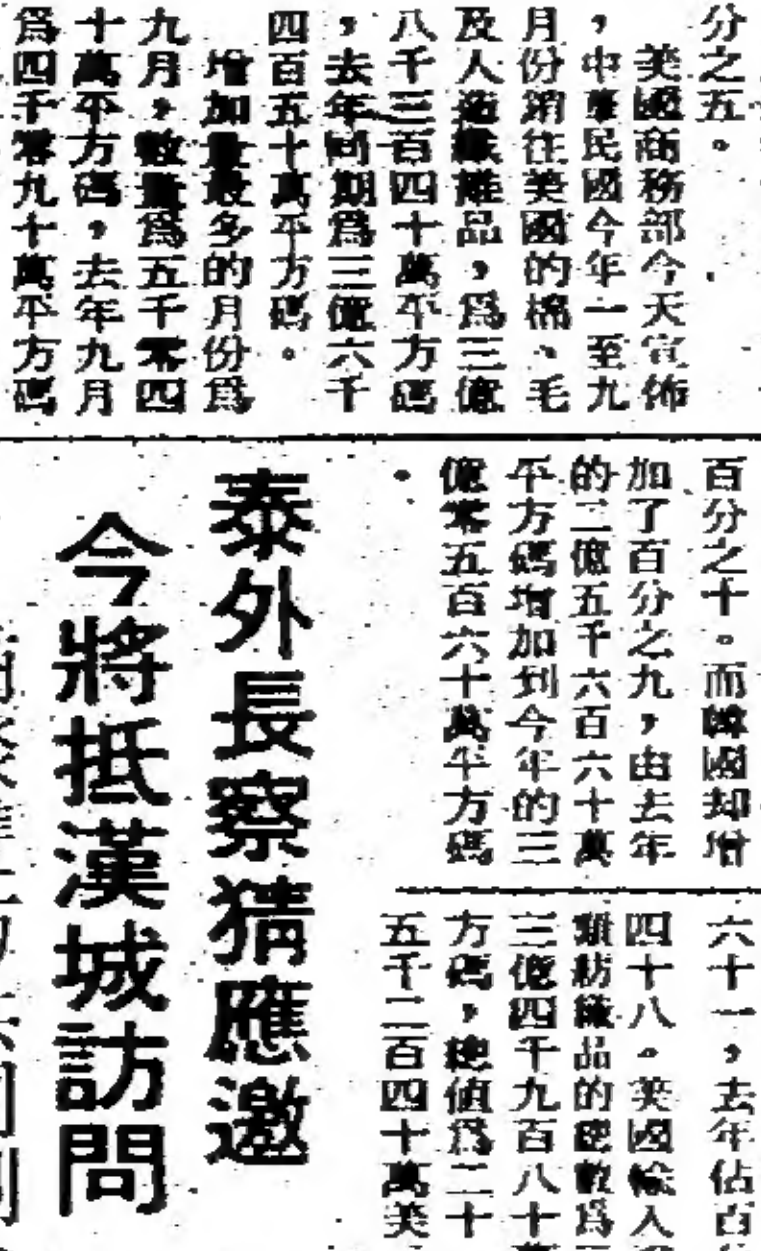 分之五。
美國商務部今天宣佈
，中華民國今年一至九
月份銷往美國的棉、毛
及人造纖維品，爲三億
八千三百四十萬平方碼
，去年同期爲三億六千
四百五十萬平方碼。
增加量最多的月份爲
九月，數量爲五千零四
十萬平方碼，去年九月
爲四千零九十萬平方碼
百分之十。而韓國却增
加了百分之九，由去年
的二億五千六百六十萬
平方碼增加到今年的三
億零五百六十萬平方碼
。
六十一，去年佔百
四十八。美國輸入
類紡織品的總數爲
三億四千九百八十
方碼，總值爲二十
五千二百四十萬美
泰外長察猜應邀
今將抵漢城訪問